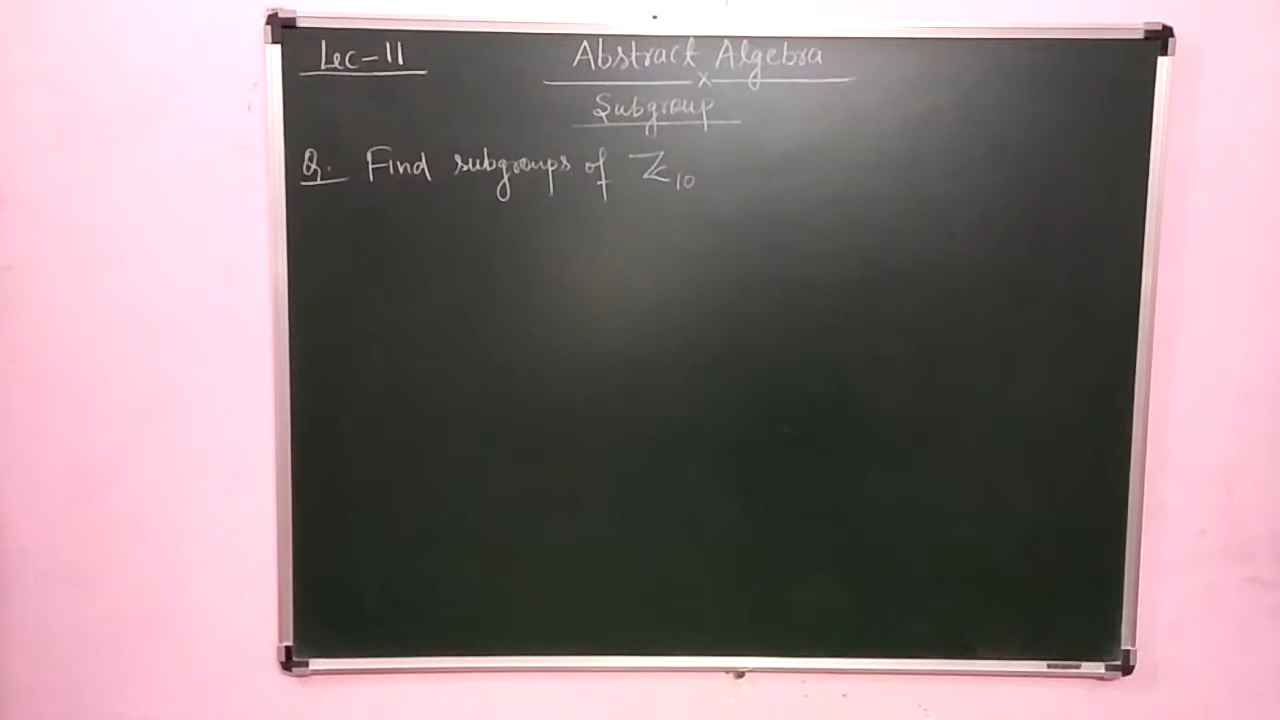 Lec-11
Abstract Algebra
x
Subgroup
Q. Find subgroups of ℤ₁₀